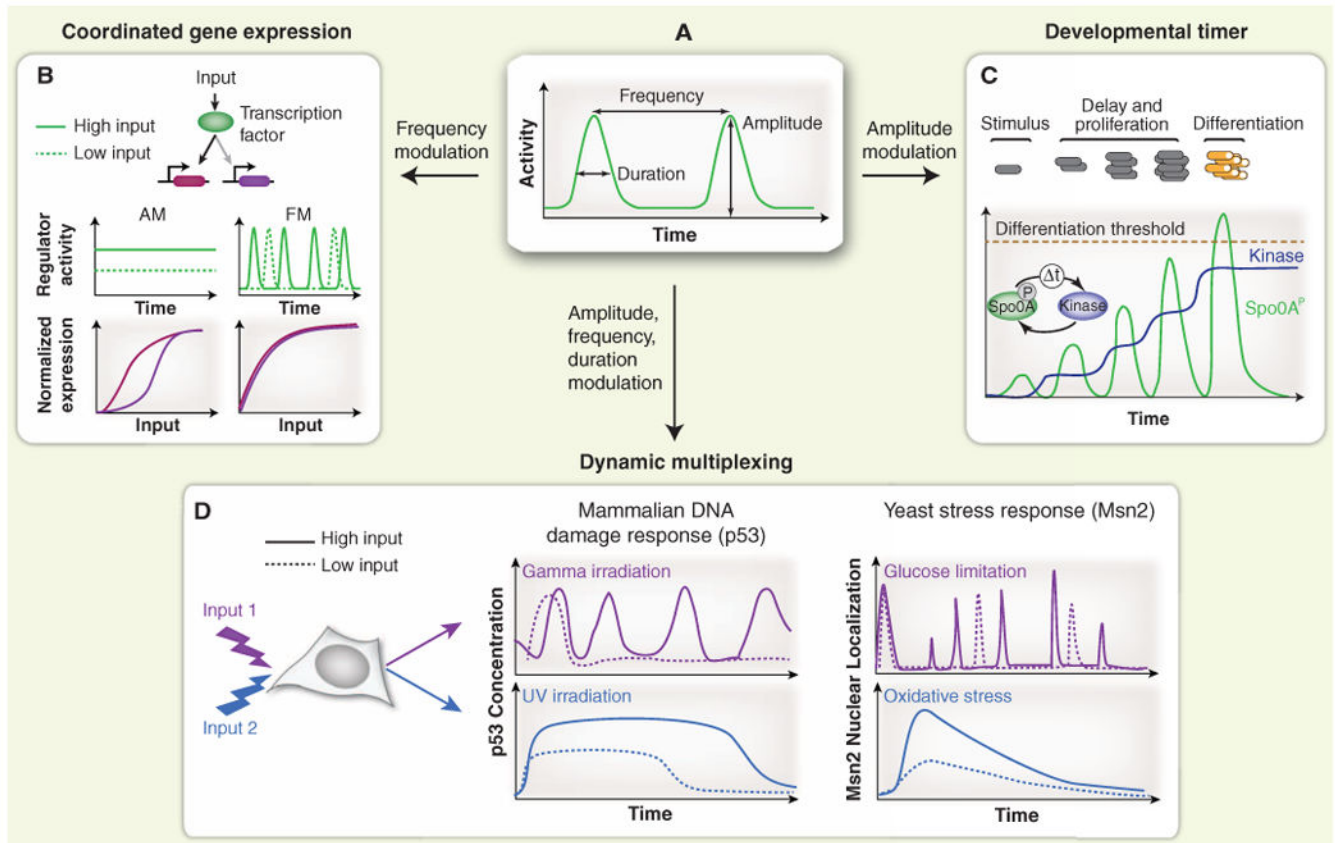 Coordinated gene expression
B
Input
Transcription
factor
High input
Low input
AM
FM
Regulator
activity
Time
Time
Normalized
expression
Input
Input
Frequency
modulation
A
Activity
Frequency
Amplitude
Duration
Time
Amplitude
modulation
Developmental timer
C
Stimulus
Delay and
proliferation
Differentiation
Differentiation threshold
Kinase
Δt
P
Spo0A
Kinase
Spo0Aᴾ
Time
Amplitude,
frequency,
duration
modulation
Dynamic multiplexing
D
High input
Low input
Input 1
Input 2
Mammalian DNA
damage response (p53)
p53 Concentration
Gamma irradiation
UV irradiation
Time
Yeast stress response (Msn2)
Msn2 Nuclear Localization
Glucose limitation
Oxidative stress
Time